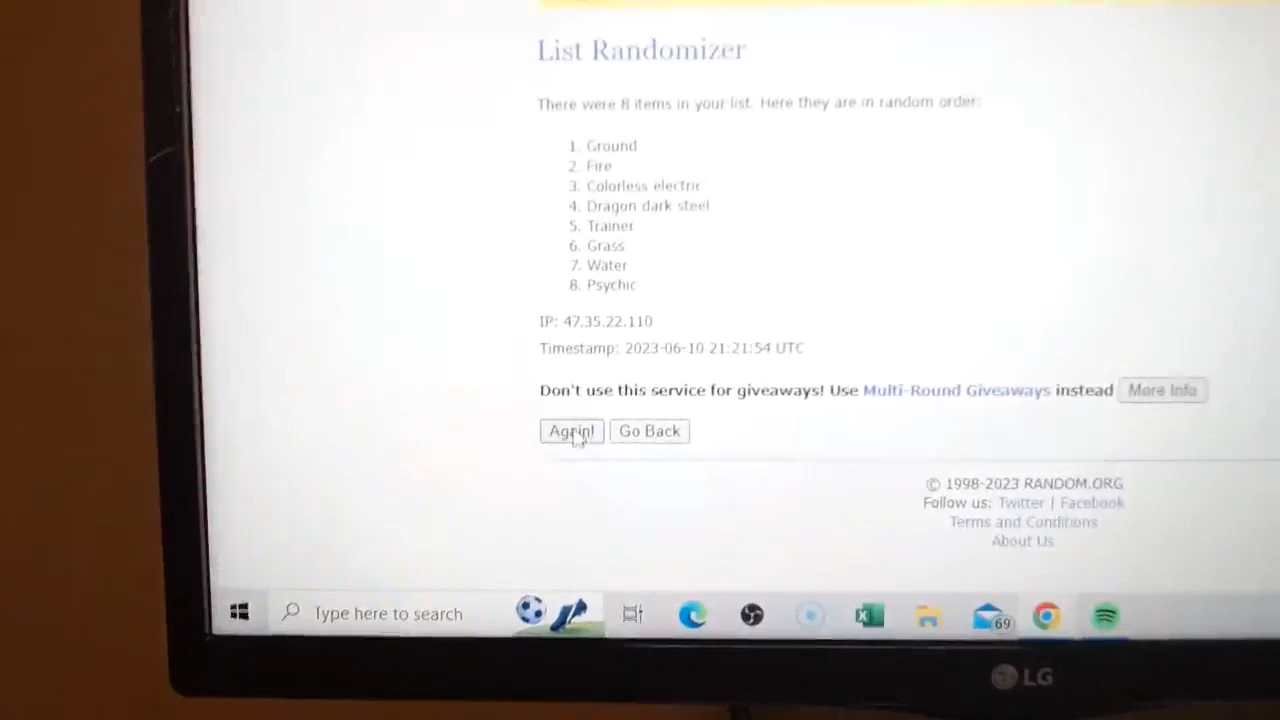 List Randomizer
There were 8 items in your list. Here they are in random order:
1. Ground
2. Fire
3. Colorless electric
4. Dragon dark steel
5. Trainer
6. Grass
7. Water
8. Psychic
IP: 47.35.22.110
Timestamp: 2023-06-10 21:21:54 UTC
Don't use this service for giveaways! Use Multi-Round Giveaways instead More Info
Again! Go Back
© 1998-2023 RANDOM.ORG
Follow us: Twitter | Facebook
Terms and Conditions
About Us
Type here to search
69
LG